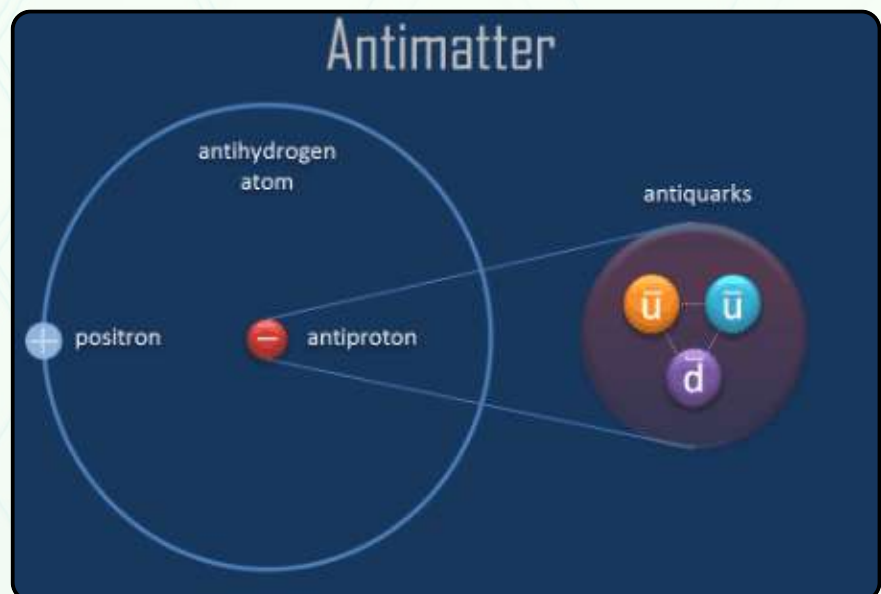 Antimatter
antihydrogen
atom
antiquarks
ū ū
d̄
+ positron
− antiproton